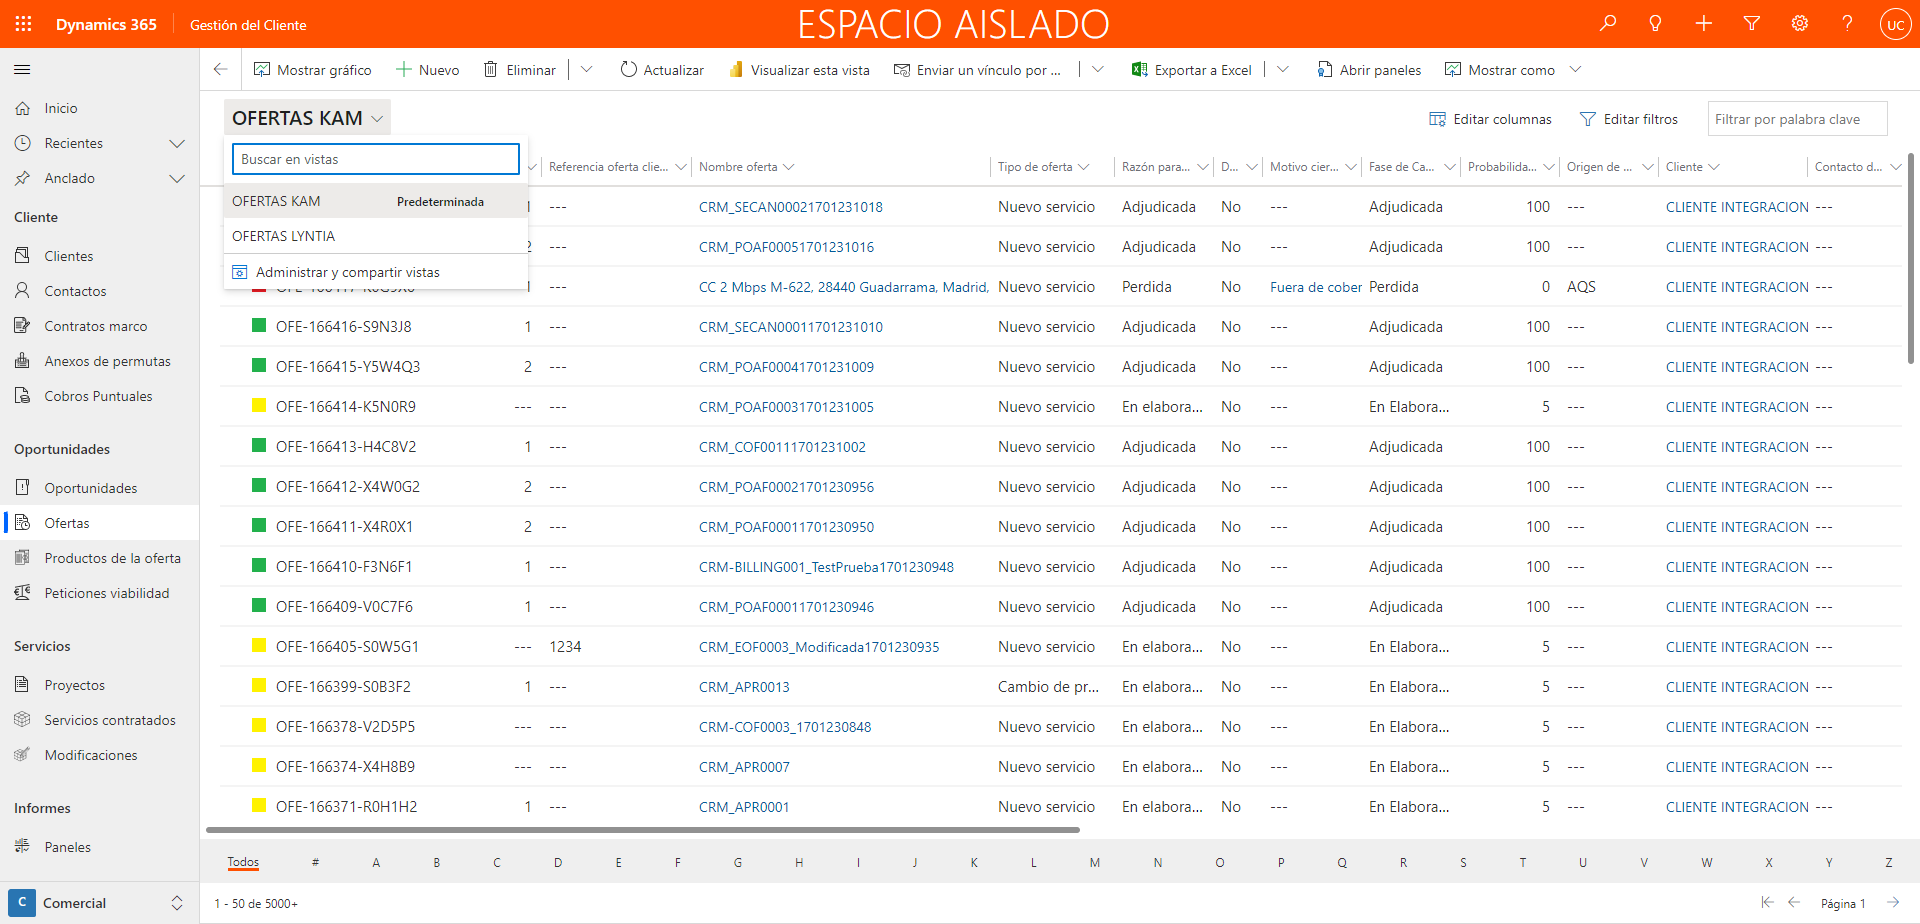 Dynamics 365
Gestión del Cliente
ESPACIO AISLADO
UC
Mostrar gráfico
Nuevo
Eliminar
Actualizar
Visualizar esta vista
Enviar un vínculo por ...
Exportar a Excel
Abrir paneles
Mostrar como
Inicio
Recientes
Anclado
Cliente
Clientes
Contactos
Contratos marco
Anexos de permutas
Cobros Puntuales
Oportunidades
Oportunidades
Ofertas
Productos de la oferta
Peticiones viabilidad
Servicios
Proyectos
Servicios contratados
Modificaciones
Informes
Paneles
C Comercial
OFERTAS KAM
Editar columnas
Editar filtros
Filtrar por palabra clave
Buscar en vistas
OFERTAS KAM Predeterminada
OFERTAS LYNTIA
Administrar y compartir vistas
Referencia oferta clie... Nombre oferta Tipo de oferta Razón para... D... Motivo cier... Fase de Ca... Probabilida... Origen de ... Cliente Contacto d...
1 --- CRM_SECAN00021701231018 Nuevo servicio Adjudicada No --- Adjudicada 100 --- CLIENTE INTEGRACION ---
2 --- CRM_POAF00051701231016 Nuevo servicio Adjudicada No --- Adjudicada 100 --- CLIENTE INTEGRACION ---
1 --- CC 2 Mbps M-622, 28440 Guadarrama, Madrid, Nuevo servicio Perdida No Fuera de cober Perdida 0 AQS CLIENTE INTEGRACION ---
OFE-166416-S9N3J8 1 --- CRM_SECAN00011701231010 Nuevo servicio Adjudicada No --- Adjudicada 100 --- CLIENTE INTEGRACION ---
OFE-166415-Y5W4Q3 2 --- CRM_POAF00041701231009 Nuevo servicio Adjudicada No --- Adjudicada 100 --- CLIENTE INTEGRACION ---
OFE-166414-K5N0R9 --- --- CRM_POAF00031701231005 Nuevo servicio En elabora... No --- En Elabora... 5 --- CLIENTE INTEGRACION ---
OFE-166413-H4C8V2 1 --- CRM_COF00111701231002 Nuevo servicio Adjudicada No --- Adjudicada 100 --- CLIENTE INTEGRACION ---
OFE-166412-X4W0G2 2 --- CRM_POAF00021701230956 Nuevo servicio Adjudicada No --- Adjudicada 100 --- CLIENTE INTEGRACION ---
OFE-166411-X4R0X1 2 --- CRM_POAF00011701230950 Nuevo servicio Adjudicada No --- Adjudicada 100 --- CLIENTE INTEGRACION ---
OFE-166410-F3N6F1 1 --- CRM-BILLING001_TestPrueba1701230948 Nuevo servicio Adjudicada No --- Adjudicada 100 --- CLIENTE INTEGRACION ---
OFE-166409-V0C7F6 1 --- CRM_POAF00011701230946 Nuevo servicio Adjudicada No --- Adjudicada 100 --- CLIENTE INTEGRACION ---
OFE-166405-S0W5G1 --- 1234 CRM_EOF0003_Modificada1701230935 Nuevo servicio En elabora... No --- En Elabora... 5 --- CLIENTE INTEGRACION ---
OFE-166399-S0B3F2 1 --- CRM_APR0013 Cambio de pr... En elabora... No --- En Elabora... 5 --- CLIENTE INTEGRACION ---
OFE-166378-V2D5P5 --- --- CRM-COF0003_1701230848 Nuevo servicio En elabora... No --- En Elabora... 5 --- CLIENTE INTEGRACION ---
OFE-166374-X4H8B9 --- --- CRM_APR0007 Nuevo servicio En elabora... No --- En Elabora... 5 --- CLIENTE INTEGRACION ---
OFE-166371-R0H1H2 1 --- CRM_APR0001 Nuevo servicio En elabora... No --- En Elabora... 5 --- CLIENTE INTEGRACION ---
Todos # A B C D E F G H I J K L M N O P Q R S T U V W X Y Z
1 - 50 de 5000+
Página 1